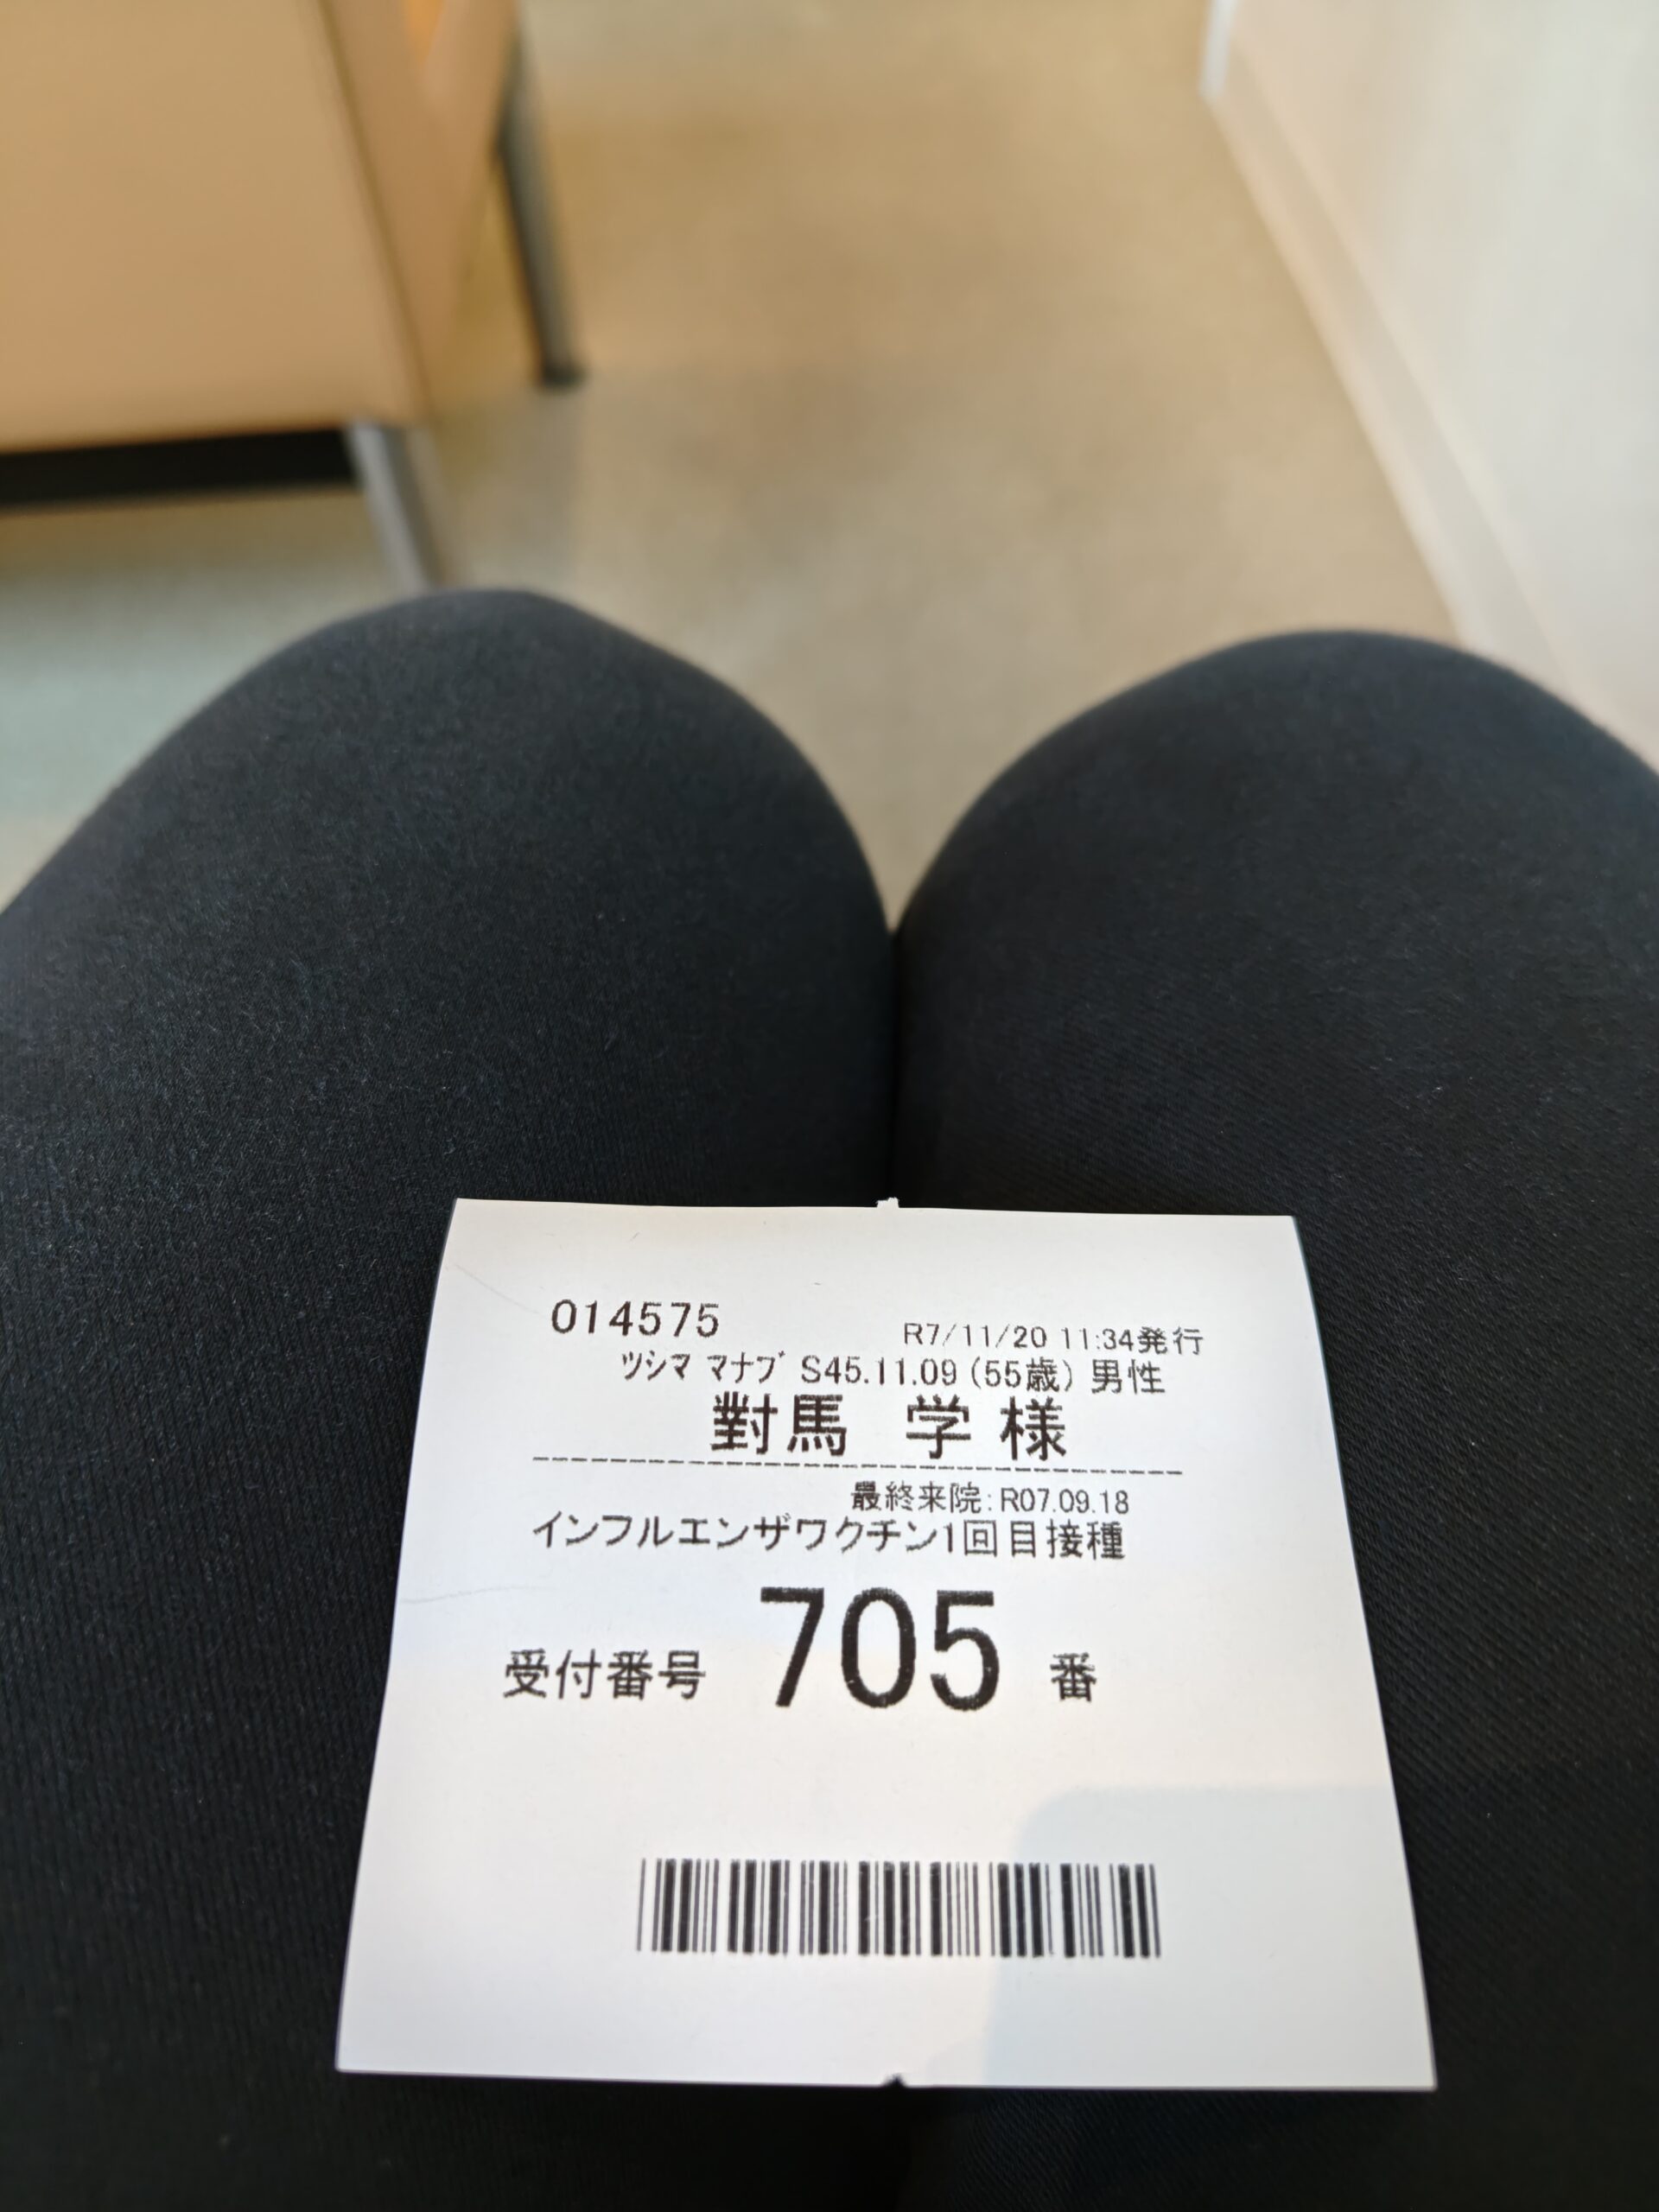 014575
R7/11/20 11:34発行
ﾂｼﾏ ﾏﾅﾌﾞ S45.11.09 (55歳) 男性
對馬 学 様
最終来院:R07.09.18
インフルエンザワクチン1回目接種
受付番号 705 番